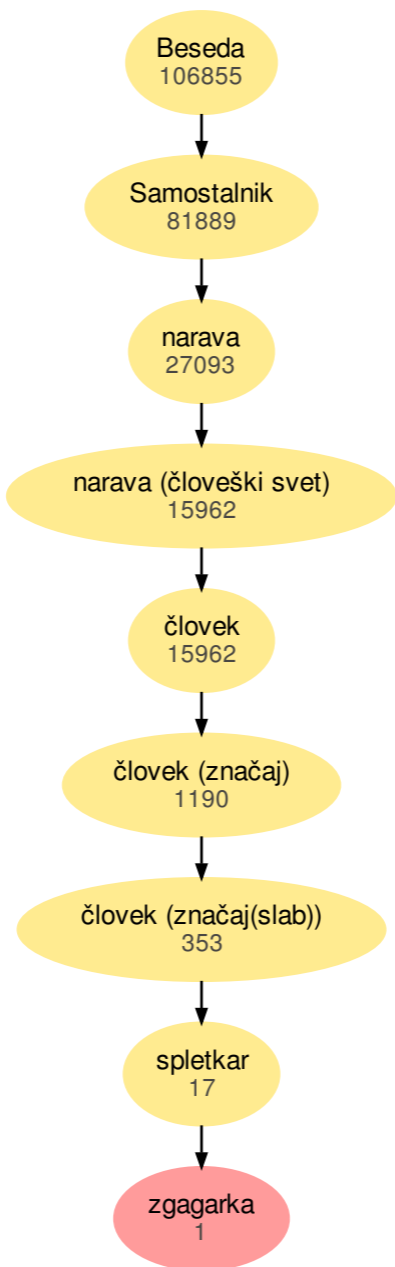 Beseda
106855
Samostalnik
81889
narava
27093
narava (človeški svet)
15962
človek
15962
človek (značaj)
1190
človek (značaj(slab))
353
spletkar
17
zgagarka
1